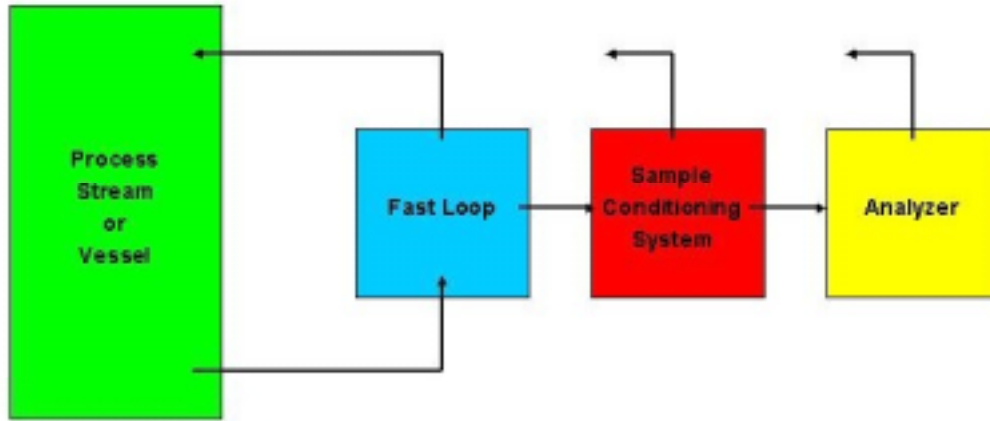 Process
Stream
or
Vessel
Fast Loop
Sample
Conditioning
System
Analyzer